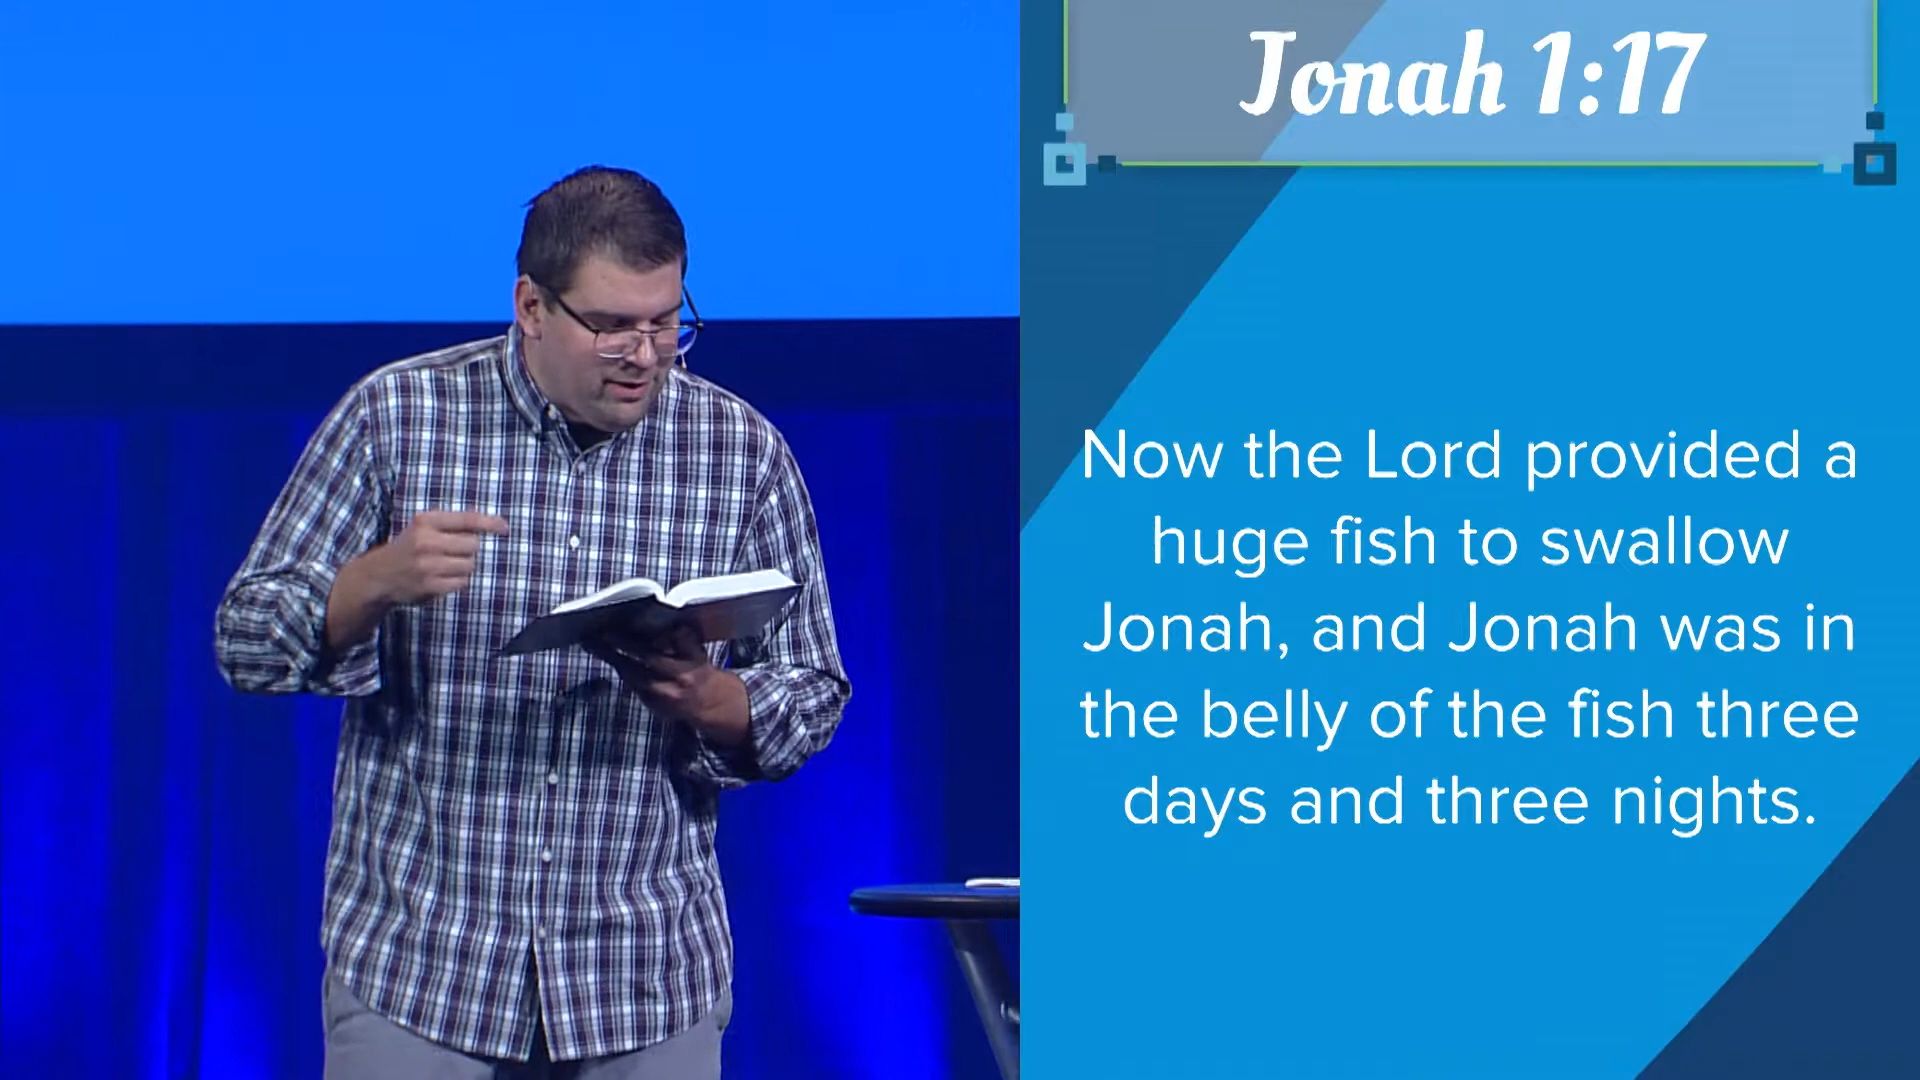 Jonah 1:17
Now the Lord provided a
huge fish to swallow
Jonah, and Jonah was in
the belly of the fish three
days and three nights.